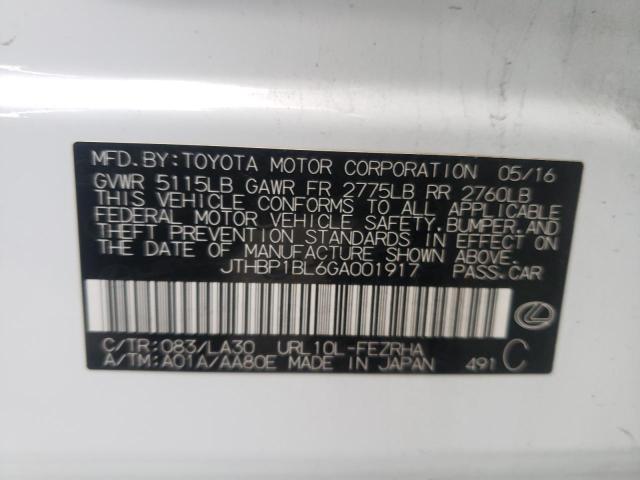 MFD.BY:TOYOTA MOTOR CORPORATION 05/16
GVWR 5115LB GAWR FR 2775LB RR 2760LB
THIS VEHICLE CONFORMS TO ALL APPLICABLE
FEDERAL MOTOR VEHICLE SAFETY,BUMPER,AND
THEFT PREVENTION STANDARDS IN EFFECT ON
THE DATE OF MANUFACTURE SHOWN ABOVE.
JTHBP1BL6GA001917 PASS.CAR
C/TR:083/LA30 URL10L-FEZRHA
A/TM:A01A/AA80E MADE IN JAPAN 491 C